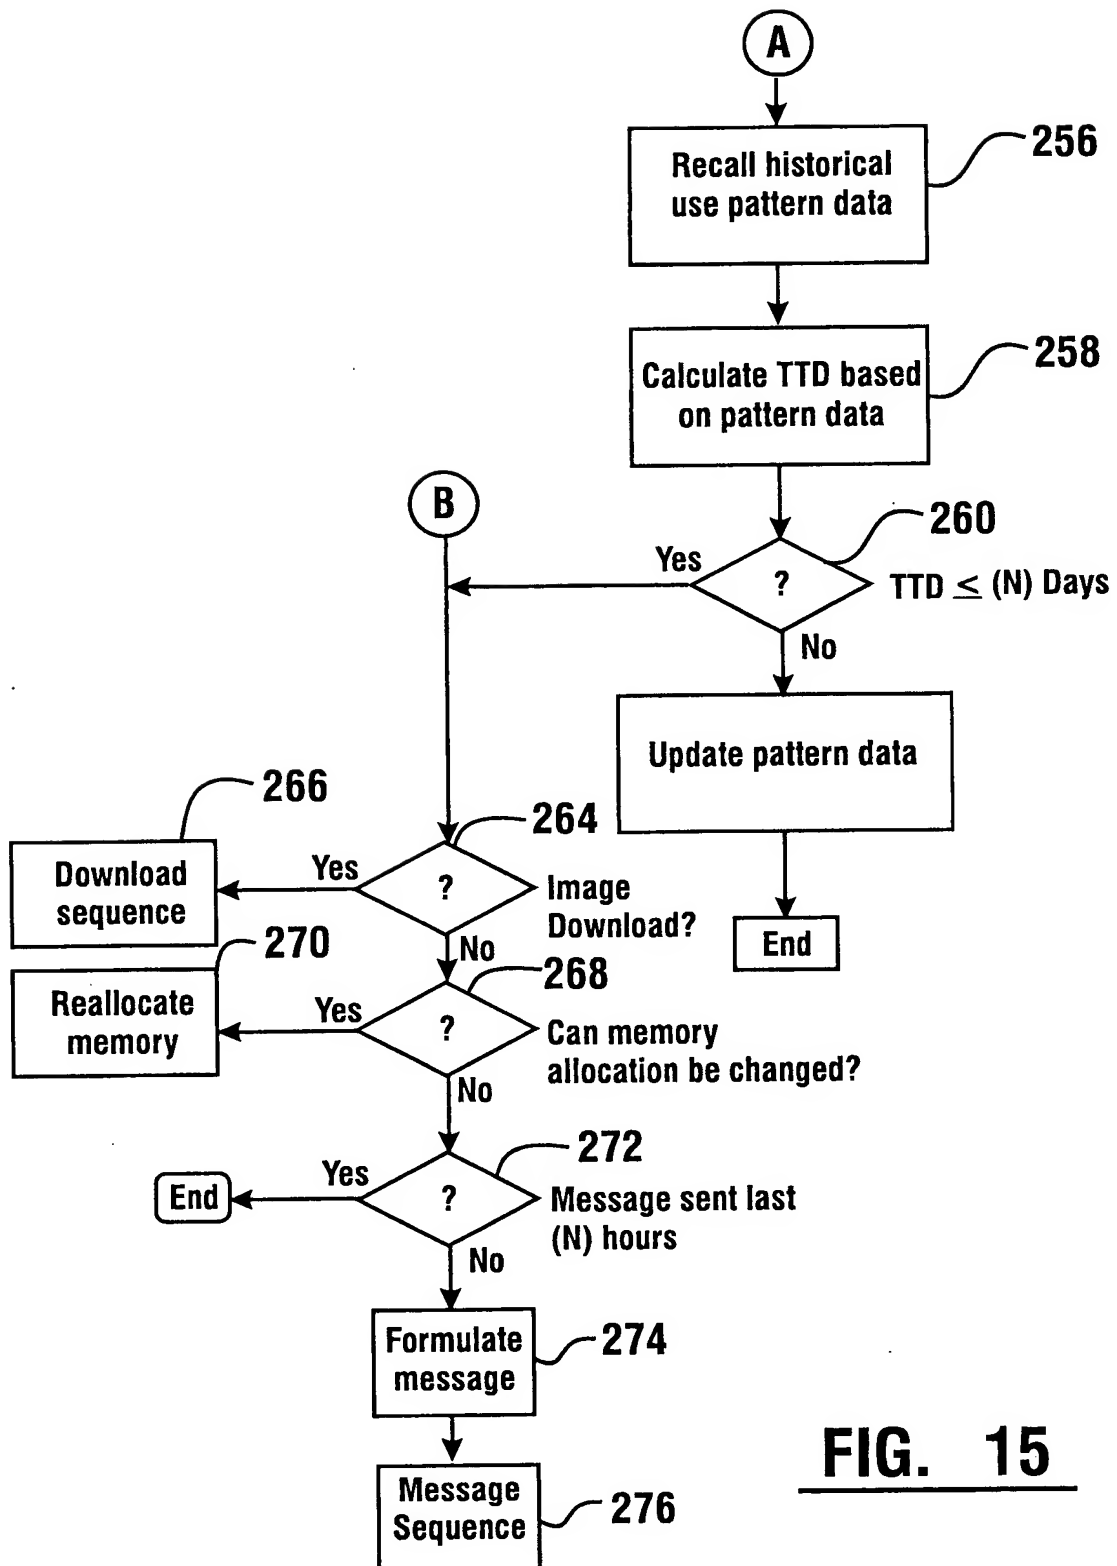 A
256
Recall historical
use pattern data
258
Calculate TTD based
on pattern data
B
260
Yes
?
TTD ≤ (N) Days
No
Update pattern data
266
264
Download
sequence
Yes
?
Image
Download?
End
No
270
268
Reallocate
memory
Yes
?
Can memory
allocation be changed?
No
272
End
Yes
?
Message sent last
(N) hours
No
Formulate
message
274
Message
Sequence
276
FIG. 15